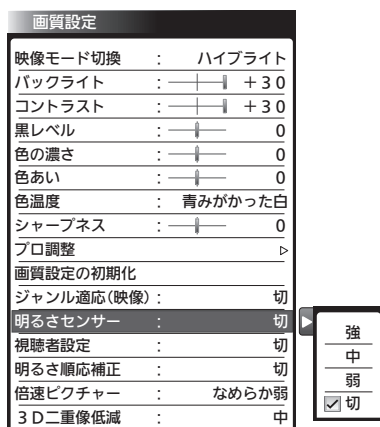 画質設定
映像モード切換 : ハイブライト
バックライト : +30
コントラスト : +30
黒レベル : 0
色の濃さ : 0
色あい : 0
色温度 : 青みがかった白
シャープネス : 0
プロ調整
画質設定の初期化
ジャンル適応(映像) : 切
明るさセンサー : 切
視聴者設定 : 切
明るさ順応補正 : 切
倍速ピクチャー : なめらか弱
3D二重像低減 : 中
強
中
弱
切